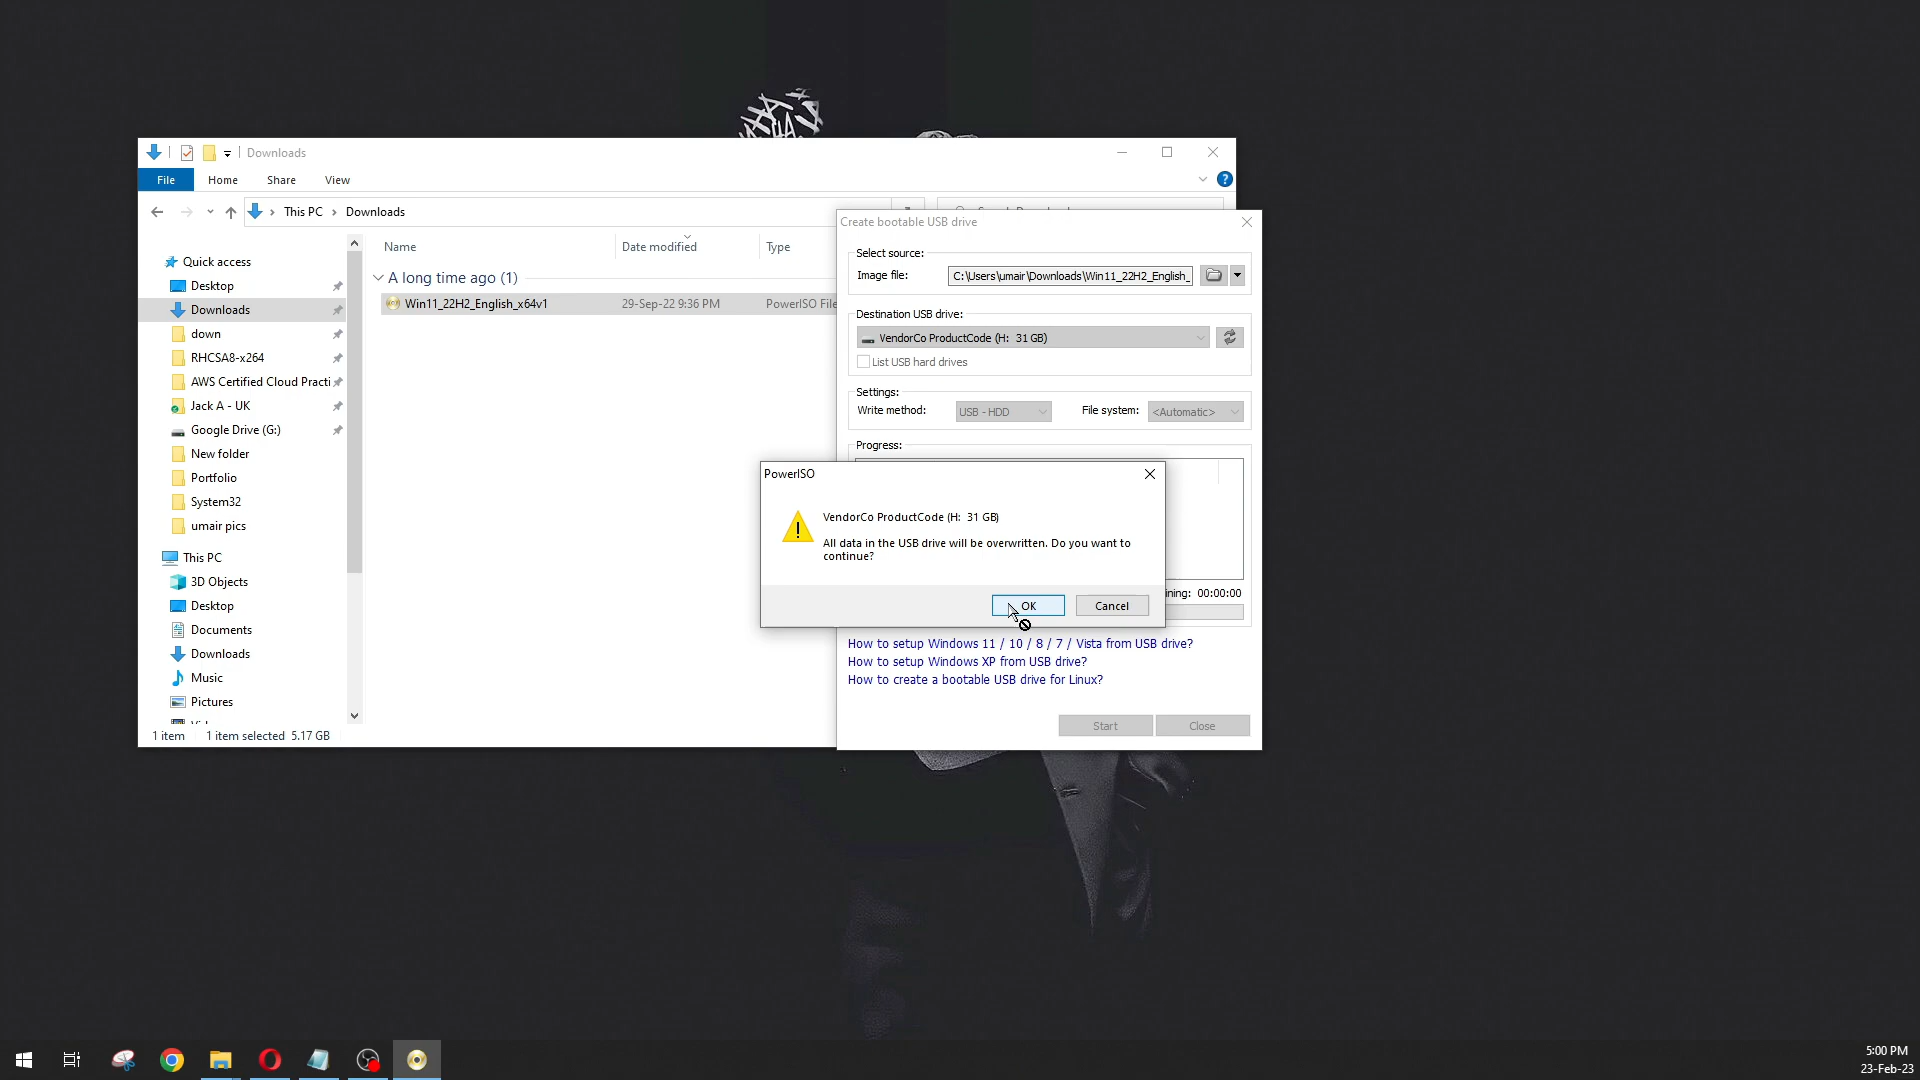 Downloads
File
Home
Share
View
This PC
Downloads
Name
Date modified
Type
Quick access
Desktop
Downloads
down
RHCSA8-x264
AWS Certified Cloud Practi
Jack A - UK
Google Drive (G:)
New folder
Portfolio
System32
umair pics
This PC
3D Objects
Desktop
Documents
Downloads
Music
Pictures
A long time ago (1)
Win11_22H2_English_x64v1
29-Sep-22 9:36 PM
PowerISO File
1 item
1 item selected 5.17 GB
Create bootable USB drive
Select source:
Image file:
C:\Users\umair\Downloads\Win11_22H2_English_
Destination USB drive:
VendorCo ProductCode (H: 31 GB)
List USB hard drives
Settings:
Write method:
USB - HDD
File system:
<Automatic>
Progress:
PowerISO
VendorCo ProductCode (H: 31 GB)
All data in the USB drive will be overwritten. Do you want to
continue?
OK
Cancel
ining: 00:00:00
How to setup Windows 11 / 10 / 8 / 7 / Vista from USB drive?
How to setup Windows XP from USB drive?
How to create a bootable USB drive for Linux?
Start
Close
5:00 PM
23-Feb-23